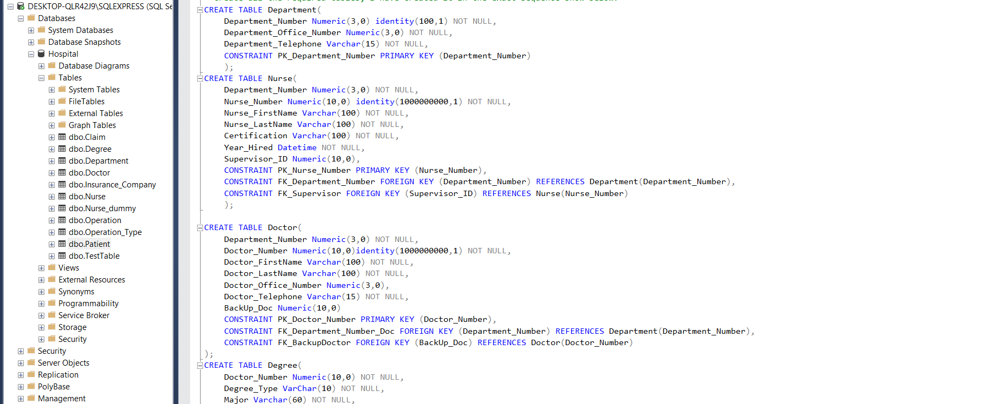 DESKTOP-QLR42J9\SQLEXPRESS (SQL Se
Databases
System Databases
Database Snapshots
Hospital
Database Diagrams
Tables
System Tables
FileTables
External Tables
Graph Tables
dbo.Claim
dbo.Degree
dbo.Department
dbo.Doctor
dbo.Insurance_Company
dbo.Nurse
dbo.Nurse_dummy
dbo.Operation
dbo.Operation_Type
dbo.Patient
dbo.TestTable
Views
External Resources
Synonyms
Programmability
Service Broker
Storage
Security
Security
Server Objects
Replication
PolyBase
Management
CREATE TABLE Department(
Department_Number Numeric(3,0) identity(100,1) NOT NULL,
Department_Office_Number Numeric(3,0) NOT NULL,
Department_Telephone Varchar(15) NOT NULL,
CONSTRAINT PK_Department_Number PRIMARY KEY (Department_Number)
);
CREATE TABLE Nurse(
Department_Number Numeric(3,0) NOT NULL,
Nurse_Number Numeric(10,0) identity(1000000000,1) NOT NULL,
Nurse_FirstName Varchar(100) NOT NULL,
Nurse_LastName Varchar(100) NOT NULL,
Certification Varchar(100) NOT NULL,
Year_Hired Datetime NOT NULL,
Supervisor_ID Numeric(10,0),
CONSTRAINT PK_Nurse_Number PRIMARY KEY (Nurse_Number),
CONSTRAINT FK_Department_Number FOREIGN KEY (Department_Number) REFERENCES Department(Department_Number),
CONSTRAINT FK_Supervisor FOREIGN KEY (Supervisor_ID) REFERENCES Nurse(Nurse_Number)
);
CREATE TABLE Doctor(
Department_Number Numeric(3,0) NOT NULL,
Doctor_Number Numeric(10,0)identity(1000000000,1) NOT NULL,
Doctor_FirstName Varchar(100) NOT NULL,
Doctor_LastName Varchar(100) NOT NULL,
Doctor_Office_Number Numeric(3,0),
Doctor_Telephone Varchar(15) NOT NULL,
BackUp_Doc Numeric(10,0)
CONSTRAINT PK_Doctor_Number PRIMARY KEY (Doctor_Number),
CONSTRAINT FK_Department_Number_Doc FOREIGN KEY (Department_Number) REFERENCES Department(Department_Number),
CONSTRAINT FK_BackupDoctor FOREIGN KEY (BackUp_Doc) REFERENCES Doctor(Doctor_Number)
);
CREATE TABLE Degree(
Doctor_Number Numeric(10,0) NOT NULL,
Degree_Type VarChar(10) NOT NULL,
Major Varchar(60) NOT NULL,